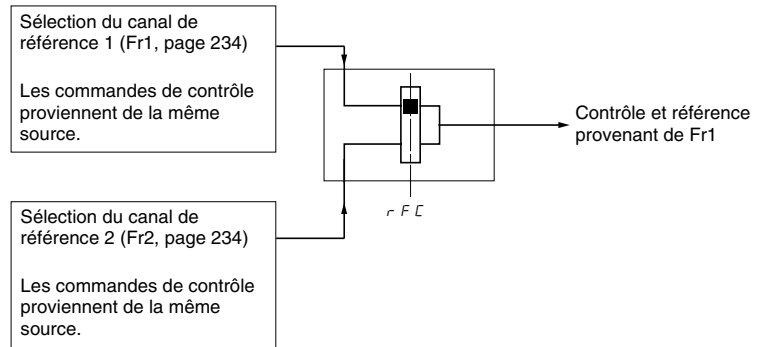 Sélection du canal de
référence 1 (Fr1, page 234)
Les commandes de contrôle
proviennent de la même
source.
Contrôle et référence
provenant de Fr1
rFC
Sélection du canal de
référence 2 (Fr2, page 234)
Les commandes de contrôle
proviennent de la même
source.